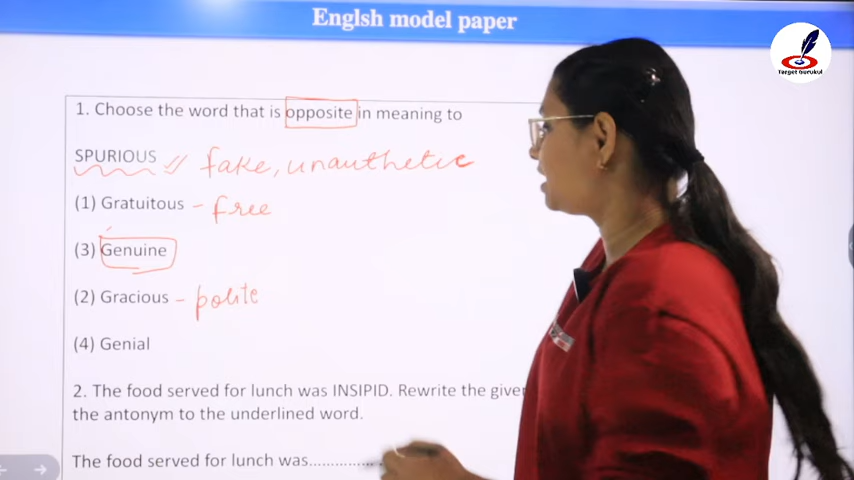 Englsh model paper
Target Gurukul
1. Choose the word that is opposite in meaning to
SPURIOUS fake, unauthetic
(1) Gratuitous - free
(3) Genuine
(2) Gracious - polite
(4) Genial
2. The food served for lunch was INSIPID. Rewrite the given
the antonym to the underlined word.
The food served for lunch was...............